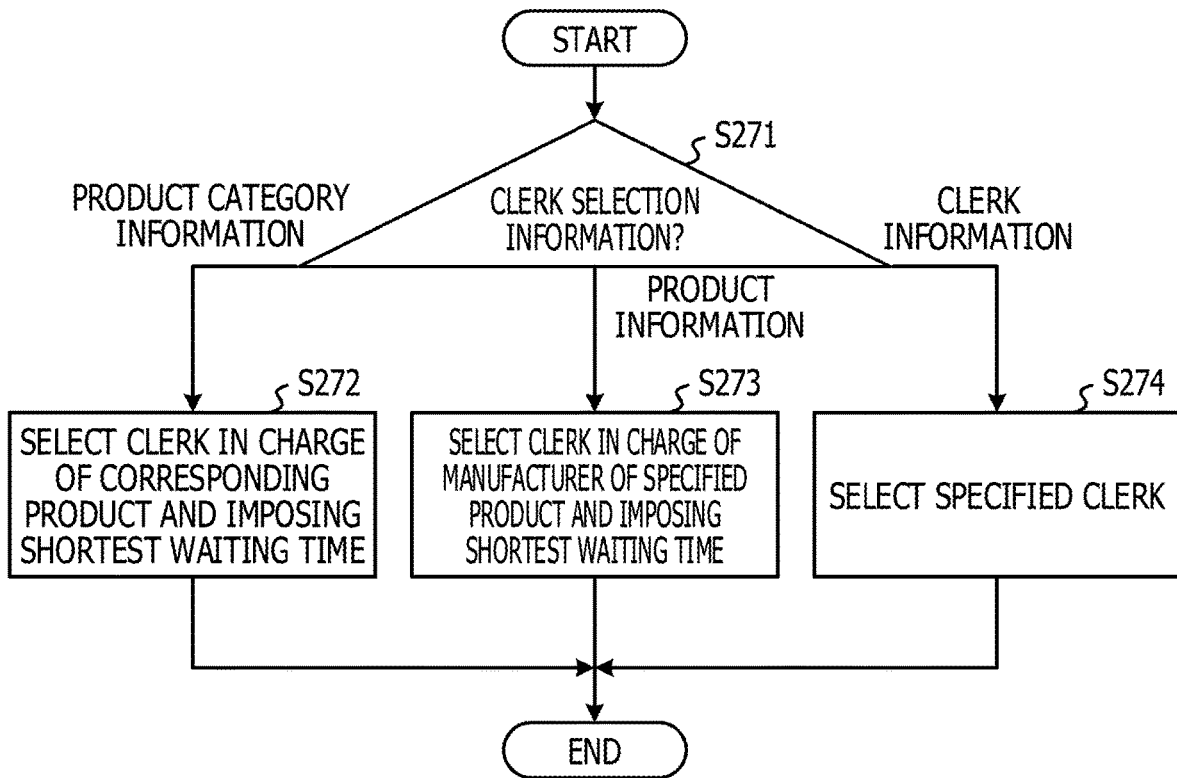 START
S271
PRODUCT CATEGORY
INFORMATION
CLERK SELECTION
INFORMATION?
CLERK
INFORMATION
PRODUCT
INFORMATION
S272
SELECT CLERK IN CHARGE
OF CORRESPONDING
PRODUCT AND IMPOSING
SHORTEST WAITING TIME
S273
SELECT CLERK IN CHARGE OF
MANUFACTURER OF SPECIFIED
PRODUCT AND IMPOSING
SHORTEST WAITING TIME
S274
SELECT SPECIFIED CLERK
END